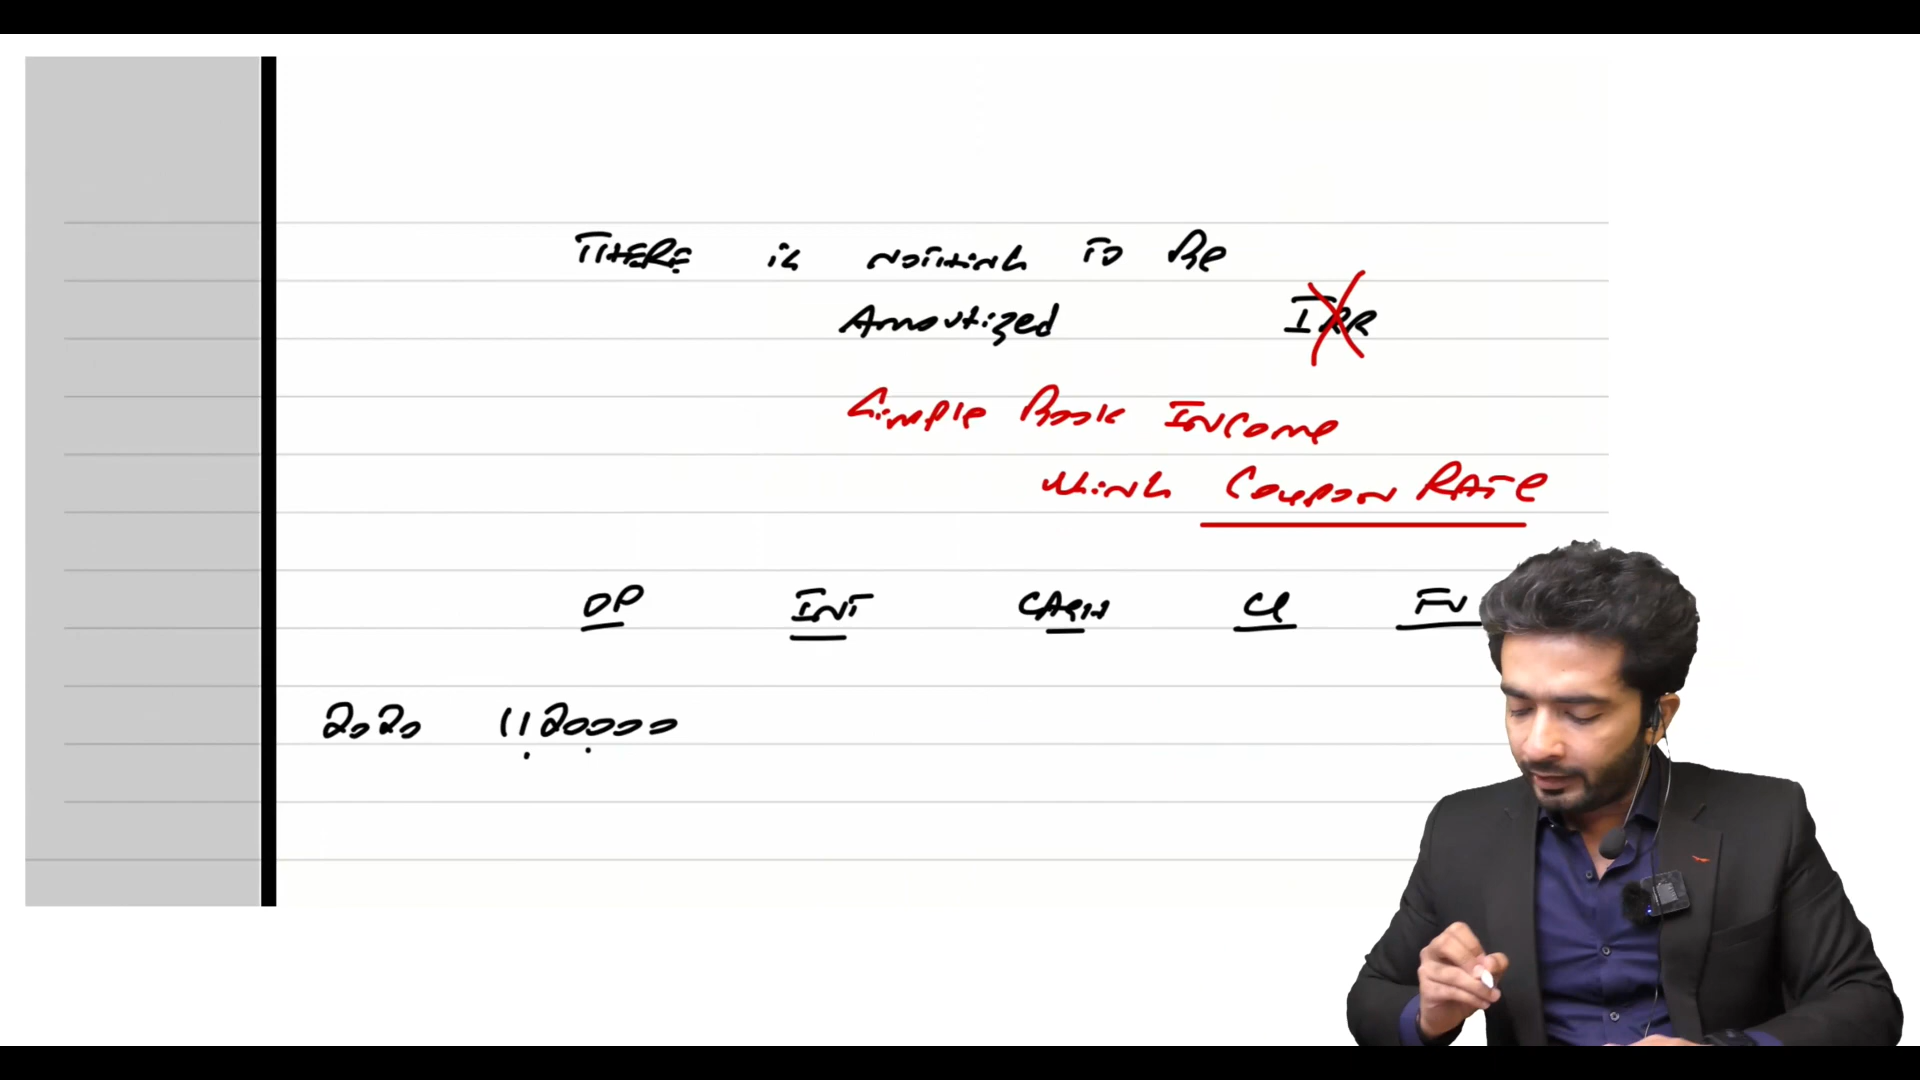 THERE is nothing to be
Amortized IRR
Simple Book INCome
using Coupon RATE
OP INT CASH Cl FV
2020 1120000